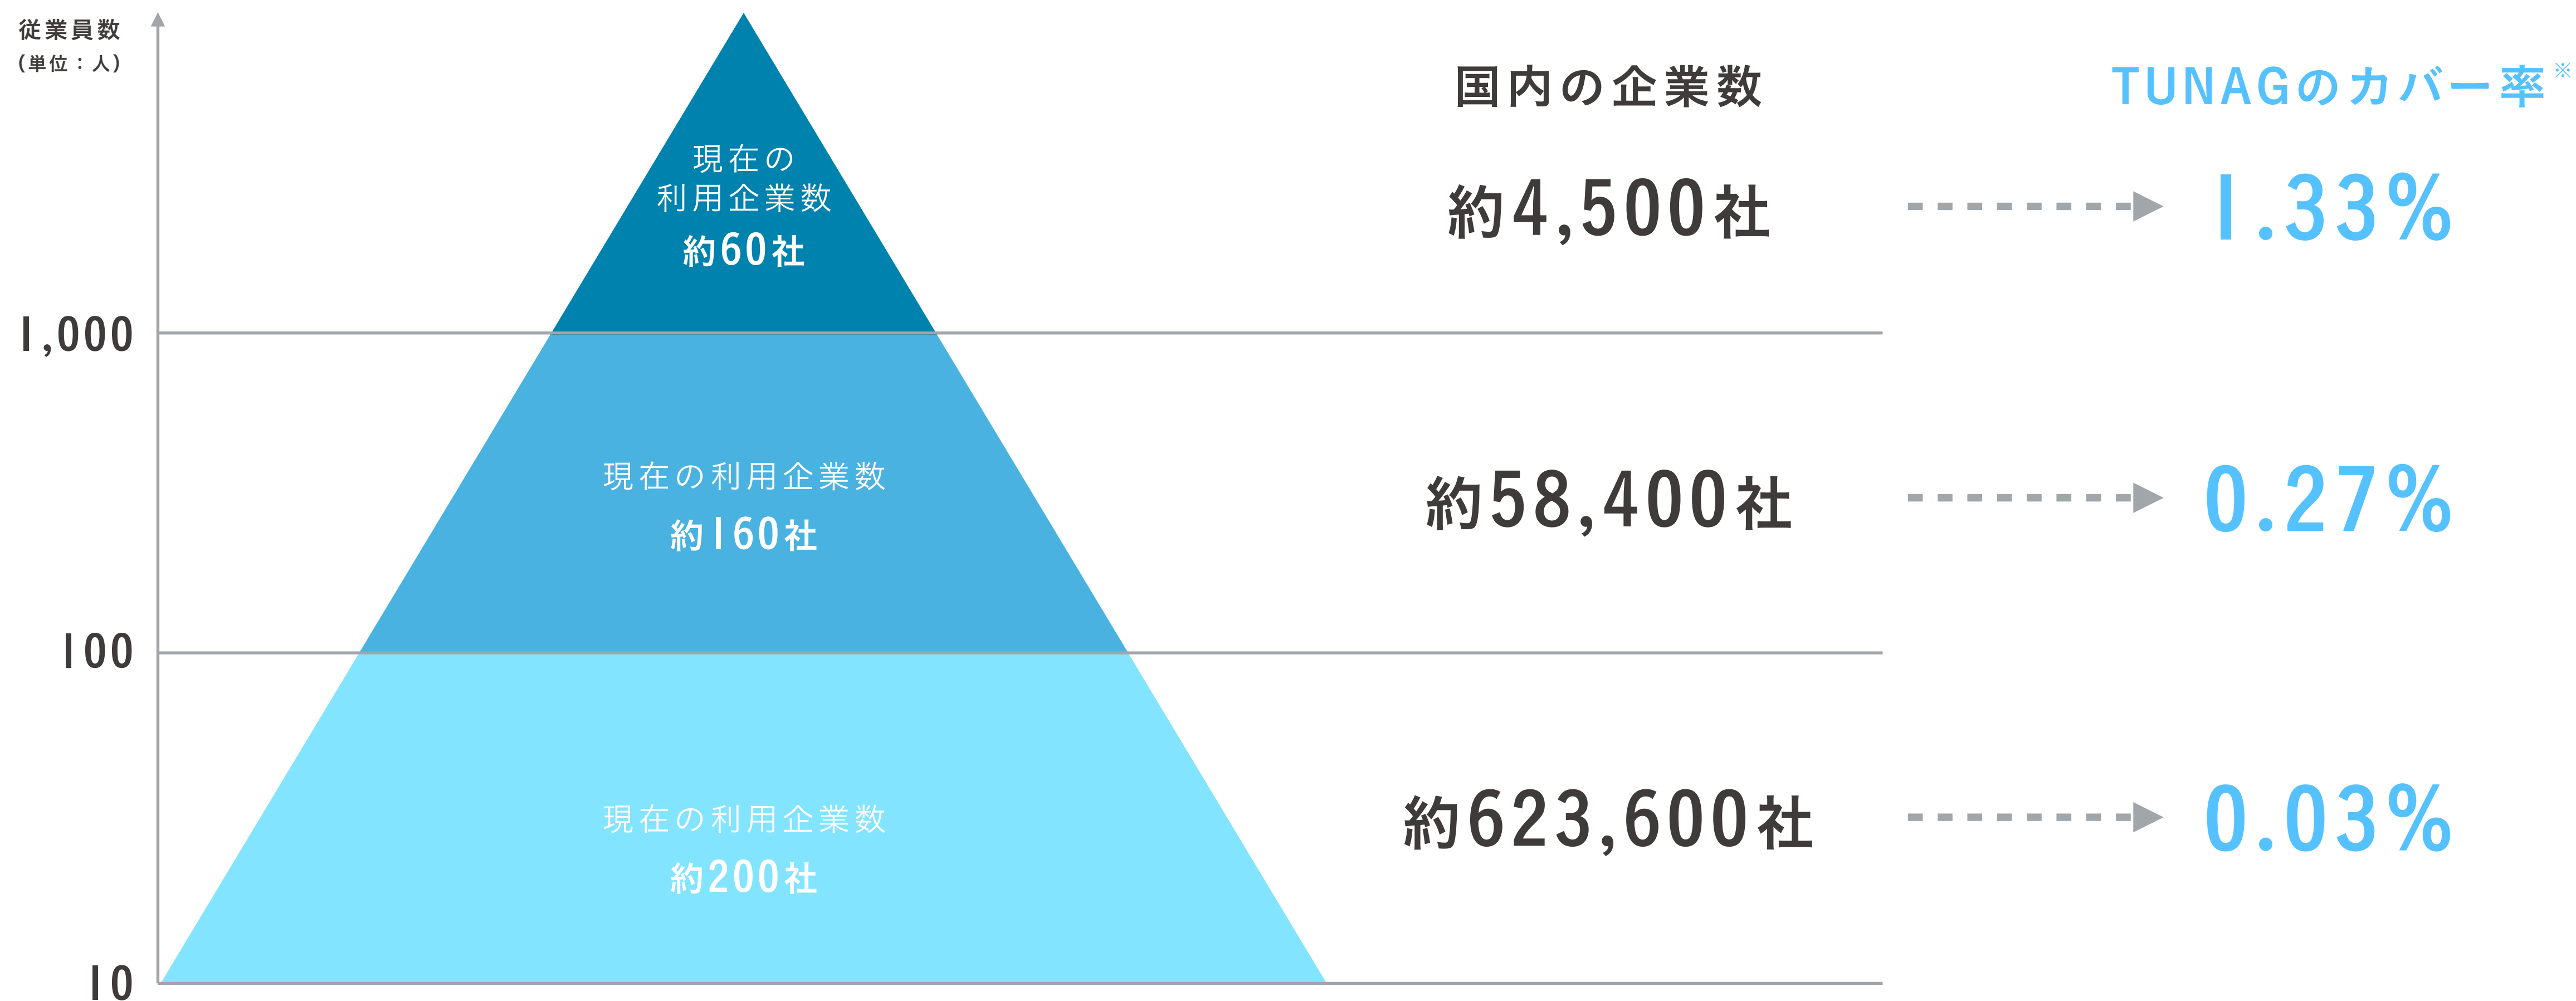 従業員数
（単位：人）
国内の企業数
TUNAGのカバー率※
現在の
利用企業数
約60社
約4,500社
1.33%
1,000
現在の利用企業数
約160社
約58,400社
0.27%
100
現在の利用企業数
約200社
約623,600社
0.03%
10